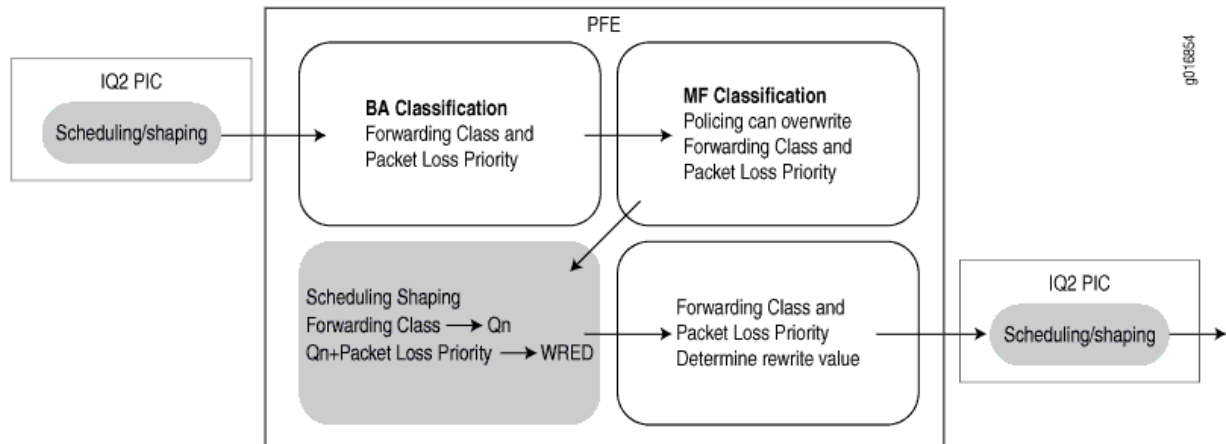 PFE
g016854
IQ2 PIC
Scheduling/shaping
BA Classification
Forwarding Class and
Packet Loss Priority
MF Classification
Policing can overwrite
Forwarding Class and
Packet Loss Priority
Scheduling Shaping
Forwarding Class → Qn
Qn+Packet Loss Priority → WRED
Forwarding Class and
Packet Loss Priority
Determine rewrite value
IQ2 PIC
Scheduling/shaping